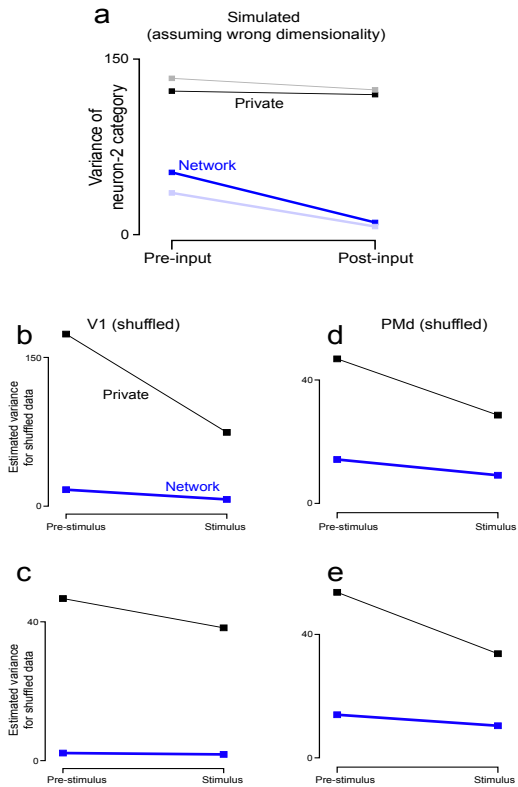 a
Simulated
(assuming wrong dimensionality)
150
Private
Variance of
neuron-2 category
Network
0
Pre-input
Post-input
b
V1 (shuffled)
150
Private
Estimated variance
for shuffled data
Network
0
Pre-stimulus
Stimulus
d
PMd (shuffled)
40
0
Pre-stimulus
Stimulus
c
40
Estimated variance
for shuffled data
0
Pre-stimulus
Stimulus
e
40
0
Pre-stimulus
Stimulus